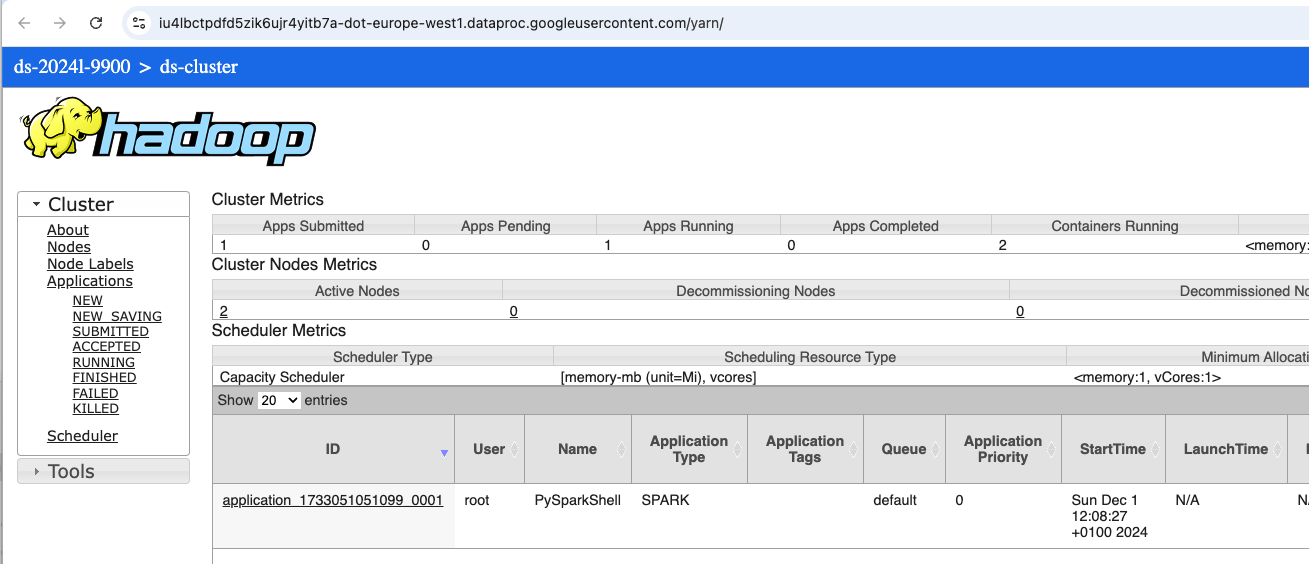 iu4lbctpdfd5zik6ujr4yitb7a-dot-europe-west1.dataproc.googleusercontent.com/yarn/
ds-2024l-9900 > ds-cluster
hadoop
Cluster
About
Nodes
Node Labels
Applications
NEW
NEW_SAVING
SUBMITTED
ACCEPTED
RUNNING
FINISHED
FAILED
KILLED
Scheduler
Tools
Cluster Metrics
Apps Submitted Apps Pending Apps Running Apps Completed Containers Running
1 0 1 0 2 <memory:
Cluster Nodes Metrics
Active Nodes Decommissioning Nodes Decommissioned No
2 0 0
Scheduler Metrics
Scheduler Type Scheduling Resource Type Minimum Allocati
Capacity Scheduler [memory-mb (unit=Mi), vcores] <memory:1, vCores:1>
Show 20 entries
ID User Name Application Type Application Tags Queue Application Priority StartTime LaunchTime
application_1733051051099_0001 root PySparkShell SPARK default 0 Sun Dec 1 N/A
12:08:27
+0100 2024